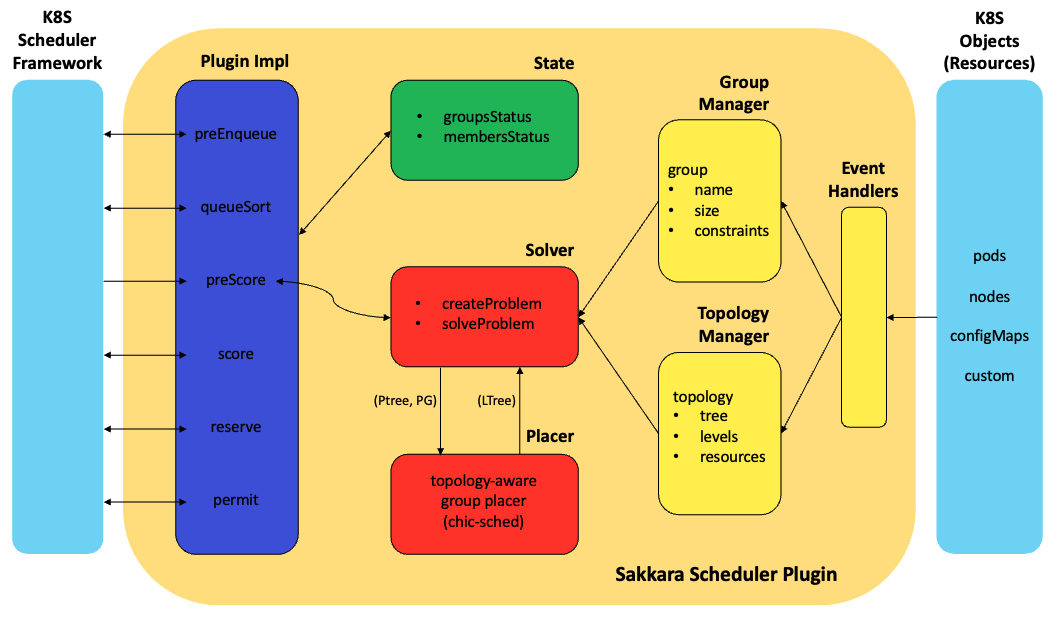 K8S
Scheduler
Framework
Plugin Impl
preEnqueue
queueSort
preScore
score
reserve
permit
State
• groupsStatus
• membersStatus
Solver
• createProblem
• solveProblem
(Ptree, PG)
(LTree)
Placer
topology-aware
group placer
(chic-sched)
Group
Manager
group
• name
• size
• constraints
Topology
Manager
topology
• tree
• levels
• resources
Event
Handlers
K8S
Objects
(Resources)
pods
nodes
configMaps
custom
Sakkara Scheduler Plugin